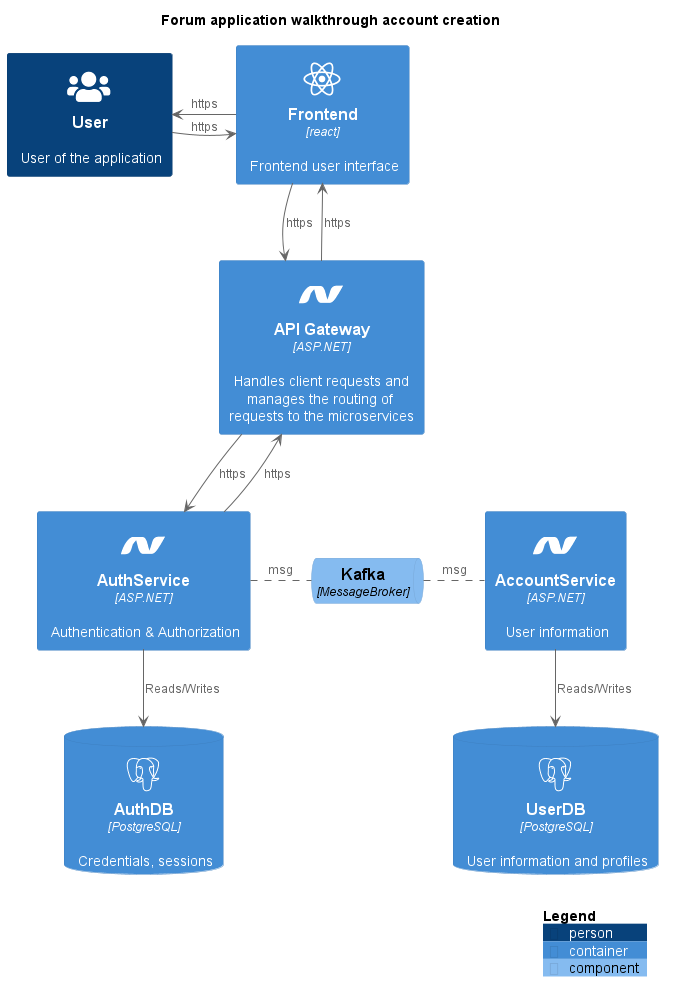 Forum application walkthrough account creation
User
User of the application
https
https
Frontend
[react]
Frontend user interface
https
https
API Gateway
[ASP.NET]
Handles client requests and
manages the routing of
requests to the microservices
https
https
AuthService
[ASP.NET]
Authentication & Authorization
msg
Kafka
[MessageBroker]
msg
AccountService
[ASP.NET]
User information
Reads/Writes
Reads/Writes
AuthDB
[PostgreSQL]
Credentials, sessions
UserDB
[PostgreSQL]
User information and profiles
Legend
person
container
component